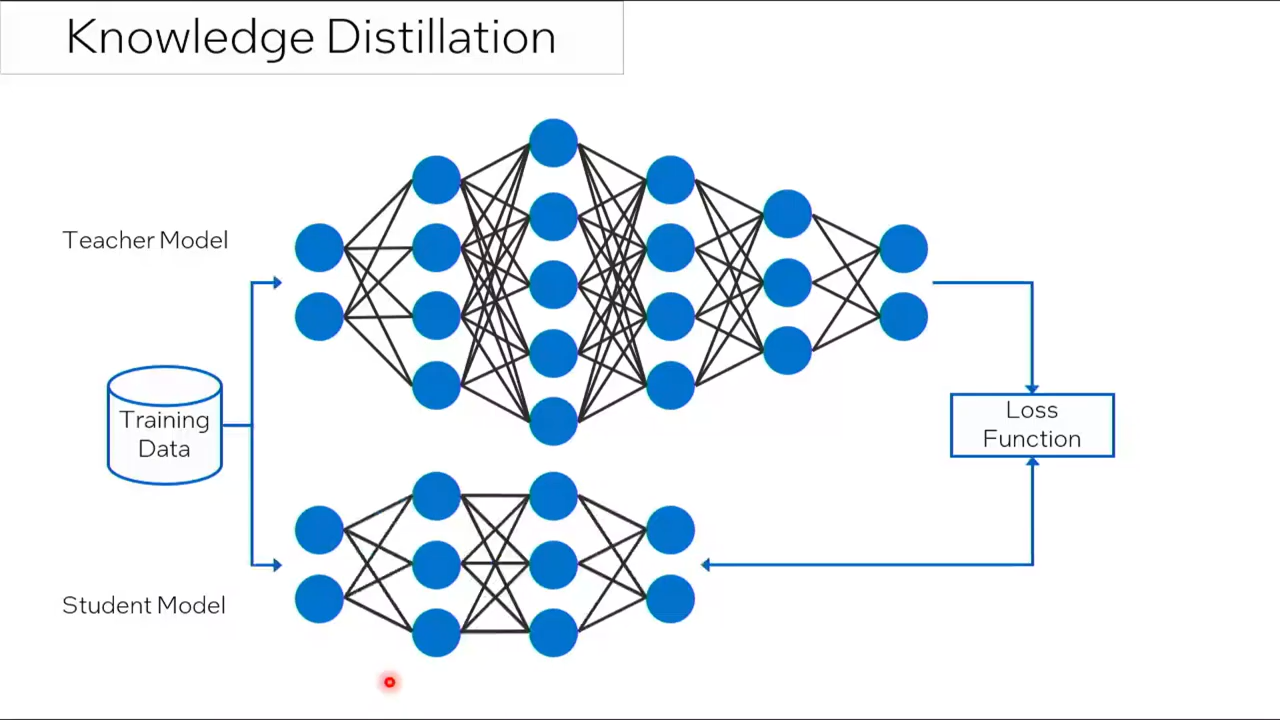 Knowledge Distillation
Teacher Model
Training
Data
Loss
Function
Student Model